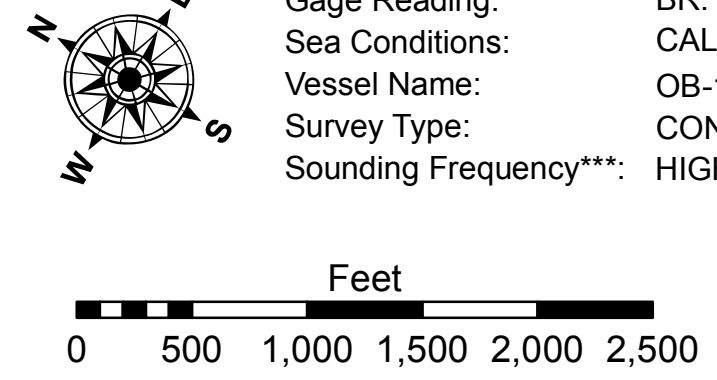 N
S
W
Gage Reading:
Sea Conditions:
Vessel Name:
Survey Type:
Sounding Frequency***:
Feet
0 500 1,000 1,500 2,000 2,500